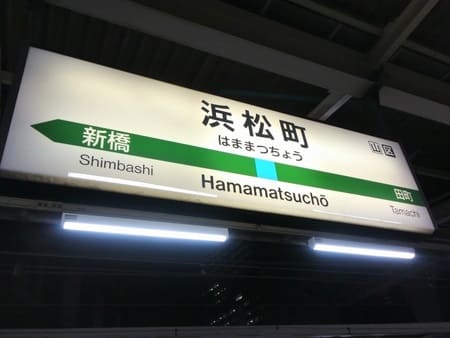 浜松町
はままつちょう
山 区
新橋
田町
Shimbashi
Hamamatsuchō
Tamachi